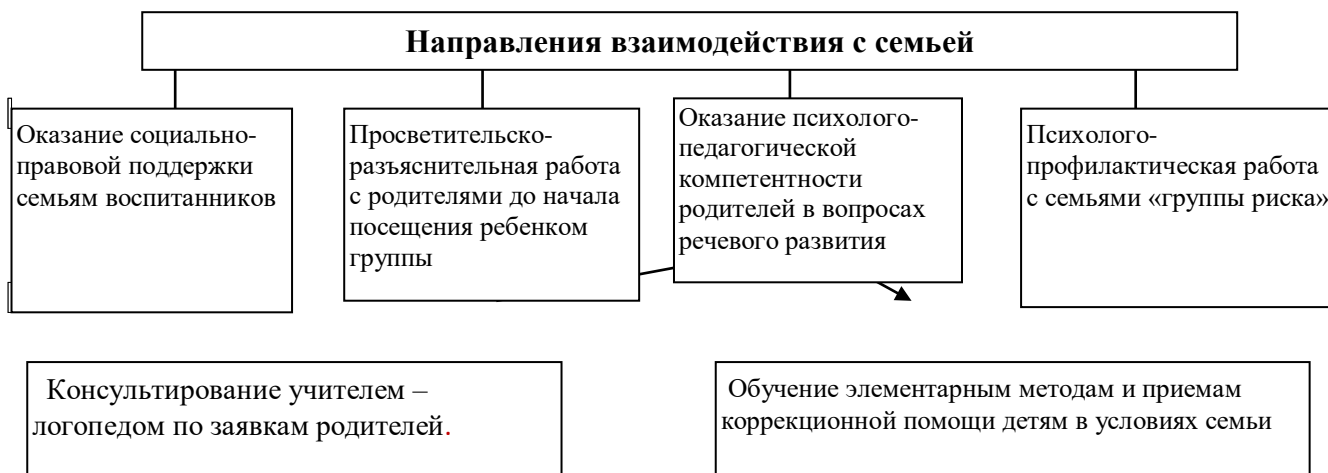 Направления взаимодействия с семьей
Оказание социально-
правовой поддержки
семьям воспитанников
Просветительско-
разъяснительная работа
с родителями до начала
посещения ребенком
группы
Оказание психолого-
педагогической
компетентности
родителей в вопросах
речевого развития
Психолого-
профилактическая работа
с семьями «группы риска»
Консультирование учителем –
логопедом по заявкам родителей.
Обучение элементарным методам и приемам
коррекционной помощи детям в условиях семьи